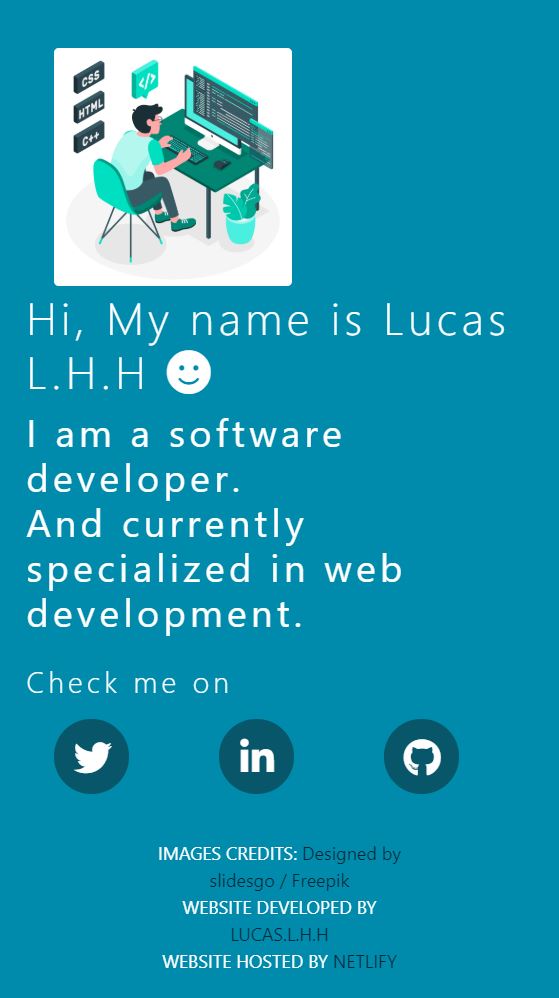 CSS
</>
HTML
C++
Hi, My name is Lucas
L.H.H
I am a software
developer.
And currently
specialized in web
development.
Check me on
in
IMAGES CREDITS: Designed by
slidesgo / Freepik
WEBSITE DEVELOPED BY
LUCAS.L.H.H
WEBSITE HOSTED BY NETLIFY